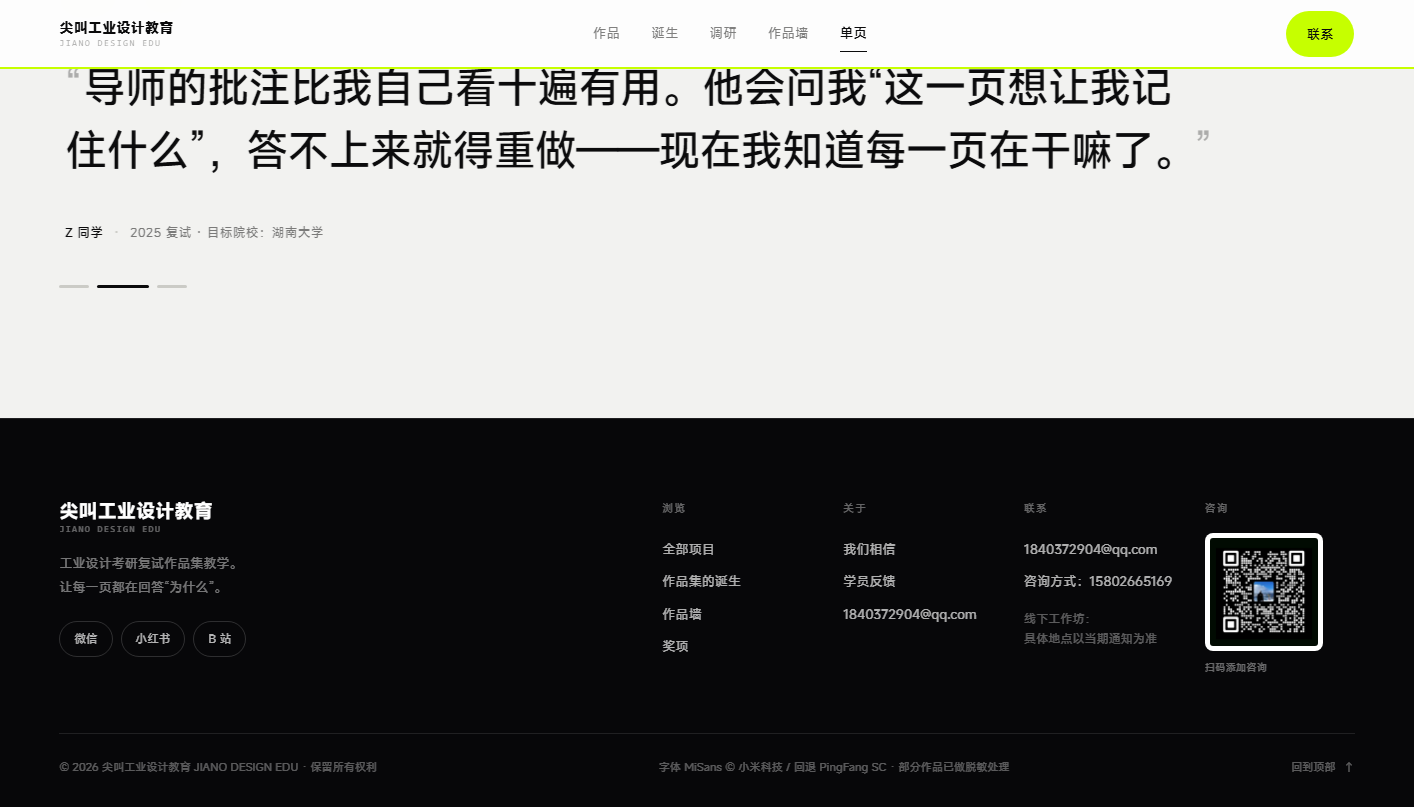 尖叫工业设计教育
JIANO DESIGN EDU
作品 诞生 调研 作品墙 单页
联系
“导师的批注比我自己看十遍有用。他会问我“这一页想让我记
住什么”，答不上来就得重做——现在我知道每一页在干嘛了。”
Z 同学 · 2025 复试 · 目标院校：湖南大学
尖叫工业设计教育
JIANO DESIGN EDU
工业设计考研复试作品集教学。
让每一页都在回答“为什么”。
微信 小红书 B 站
浏览
全部项目
作品集的诞生
作品墙
奖项
关于
我们相信
学员反馈
1840372904@qq.com
联系
1840372904@qq.com
咨询方式：15802665169
线下工作坊：
具体地点以当期通知为准
咨询
扫码添加咨询
© 2026 尖叫工业设计教育 JIANO DESIGN EDU · 保留所有权利
字体 MiSans © 小米科技 / 回退 PingFang SC · 部分作品已做脱敏处理
回到顶部 ↑